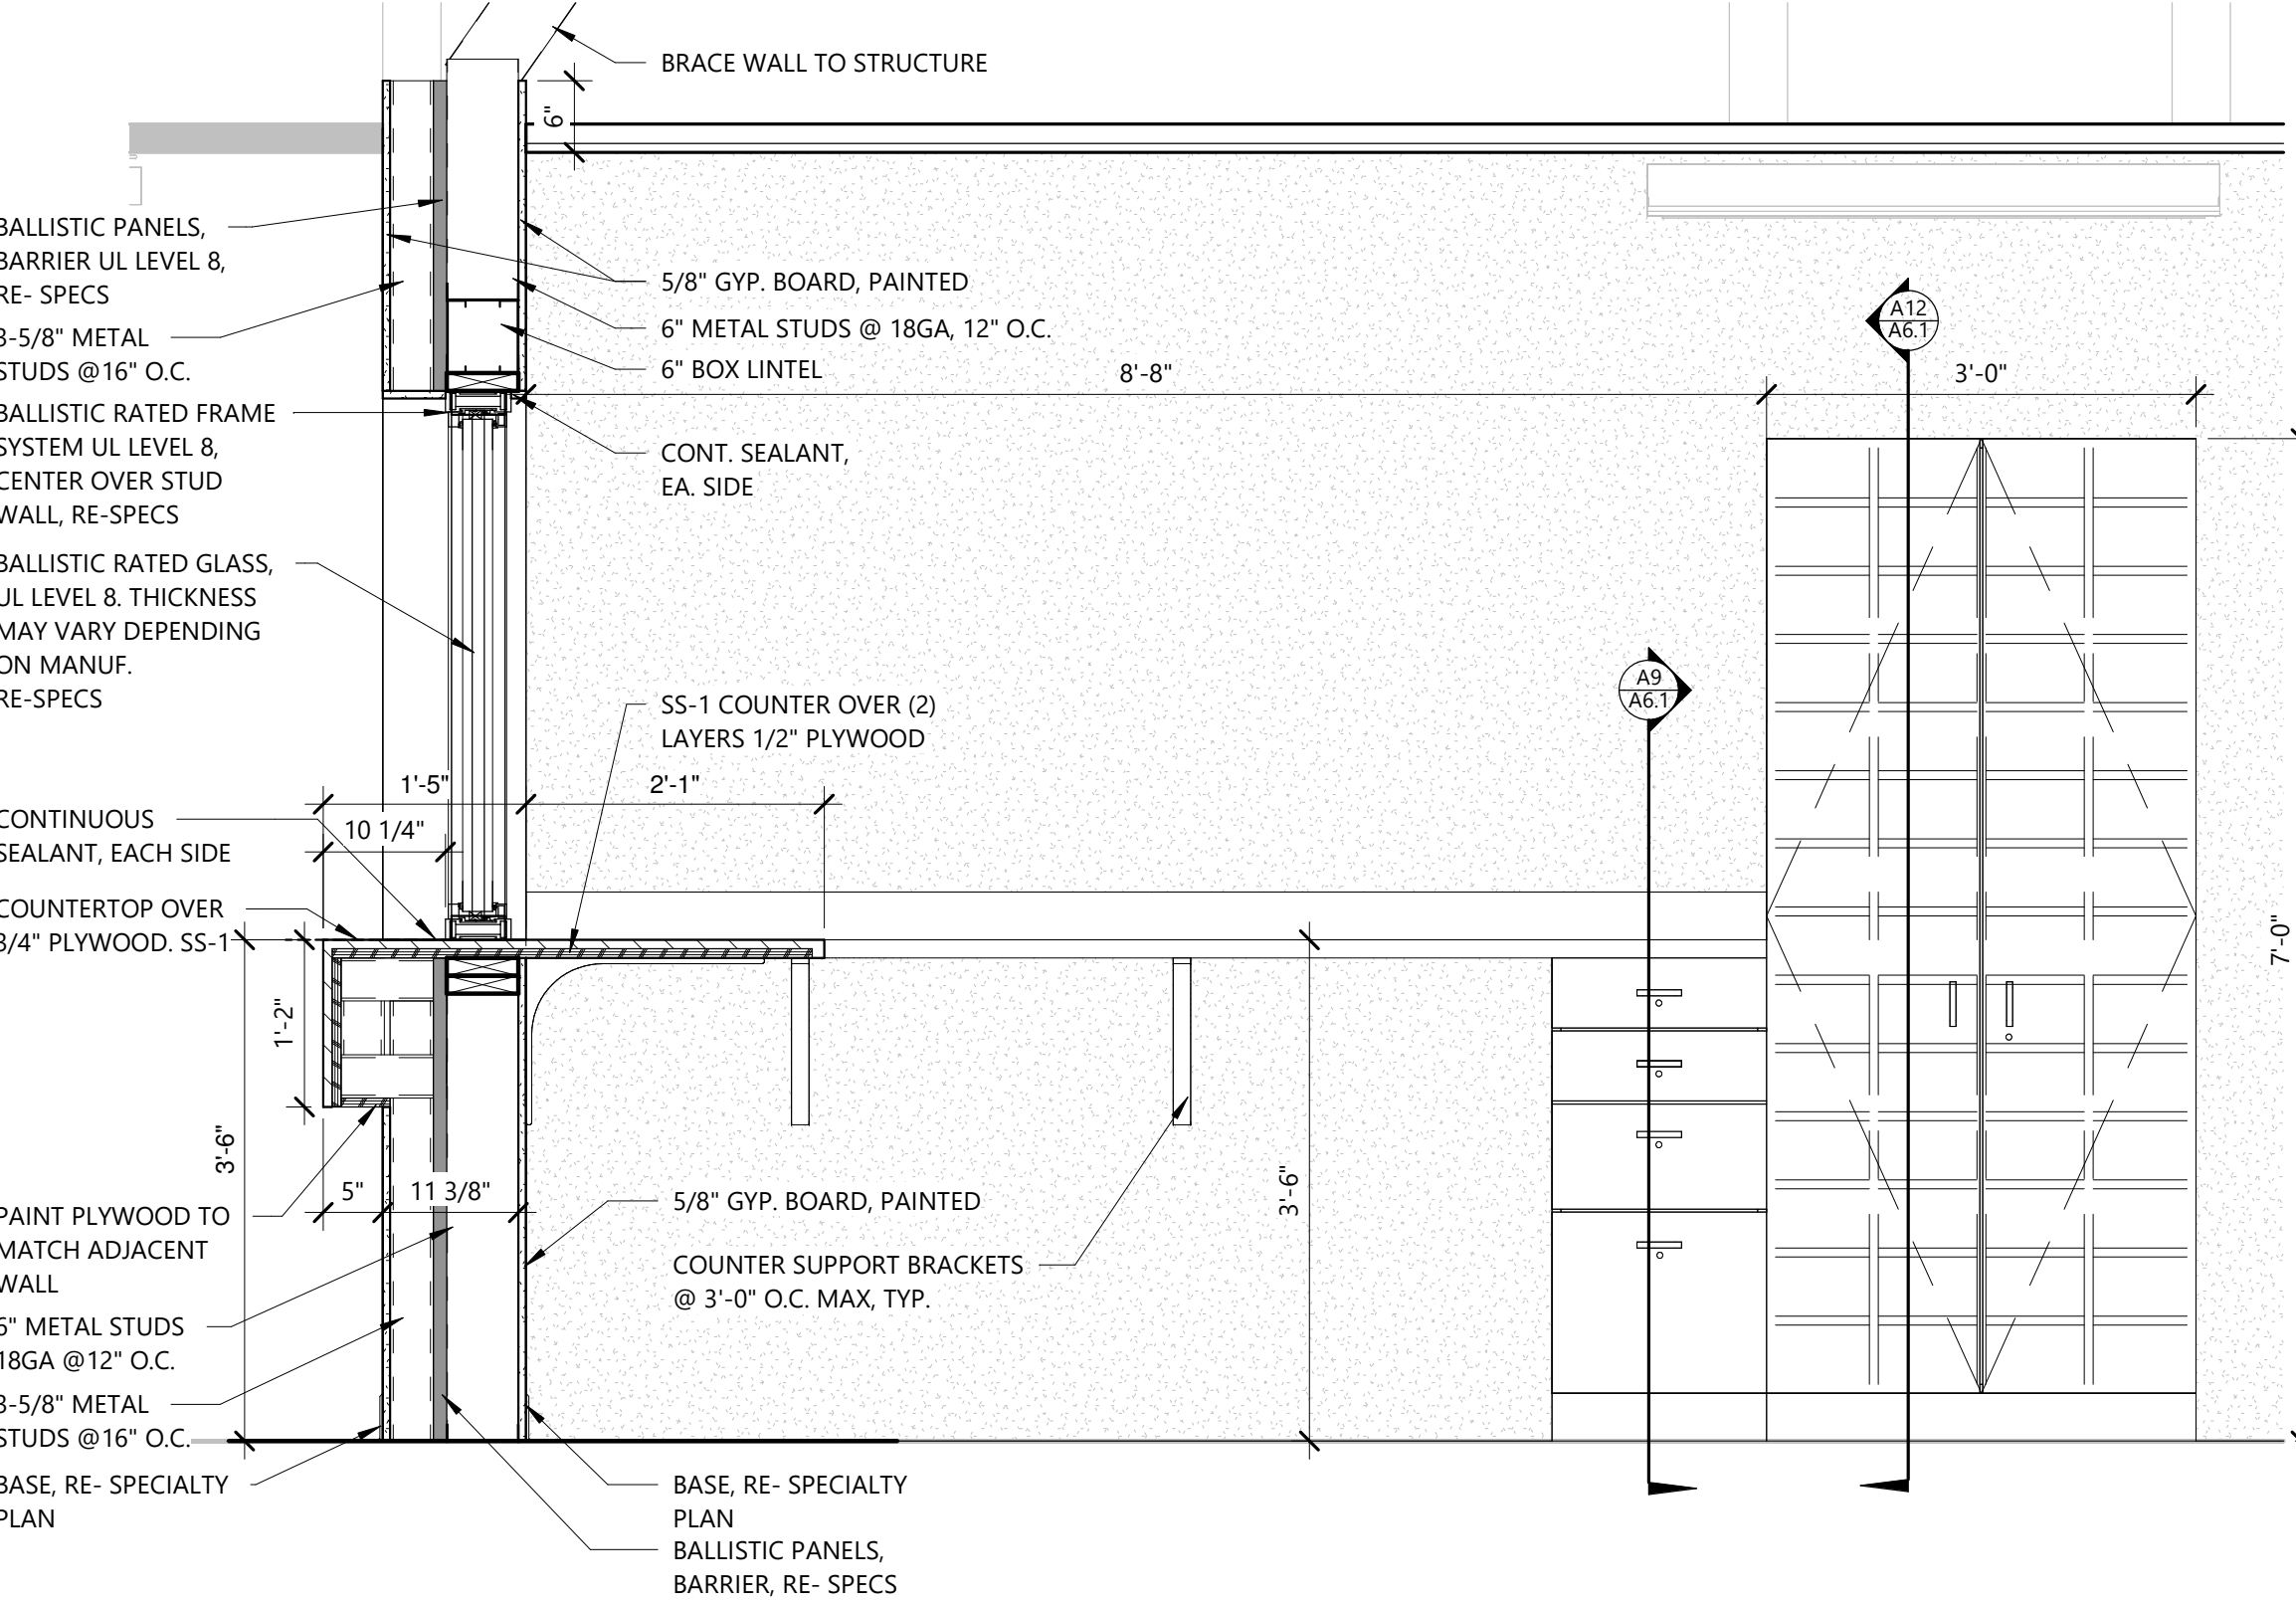 BRACE WALL TO STRUCTURE
6"
BALLISTIC PANELS,
BARRIER UL LEVEL 8,
RE- SPECS
3-5/8" METAL
STUDS @16" O.C.
BALLISTIC RATED FRAME
SYSTEM UL LEVEL 8,
CENTER OVER STUD
WALL, RE-SPECS
BALLISTIC RATED GLASS,
UL LEVEL 8. THICKNESS
MAY VARY DEPENDING
ON MANUF.
RE-SPECS
CONTINUOUS
SEALANT, EACH SIDE
COUNTERTOP OVER
3/4" PLYWOOD. SS-1
PAINT PLYWOOD TO
MATCH ADJACENT
WALL
6" METAL STUDS
18GA @12" O.C.
3-5/8" METAL
STUDS @16" O.C.
BASE, RE- SPECIALTY
PLAN
5/8" GYP. BOARD, PAINTED
6" METAL STUDS @ 18GA, 12" O.C.
6" BOX LINTEL
CONT. SEALANT,
EA. SIDE
8'-8"
3'-0"
A12
A6.1
A9
A6.1
SS-1 COUNTER OVER (2)
LAYERS 1/2" PLYWOOD
1'-5"
2'-1"
10 1/4"
1'-2"
3'-6"
5"
11 3/8"
3'-6"
7'-0"
5/8" GYP. BOARD, PAINTED
COUNTER SUPPORT BRACKETS
@ 3'-0" O.C. MAX, TYP.
BASE, RE- SPECIALTY
PLAN
BALLISTIC PANELS,
BARRIER, RE- SPECS